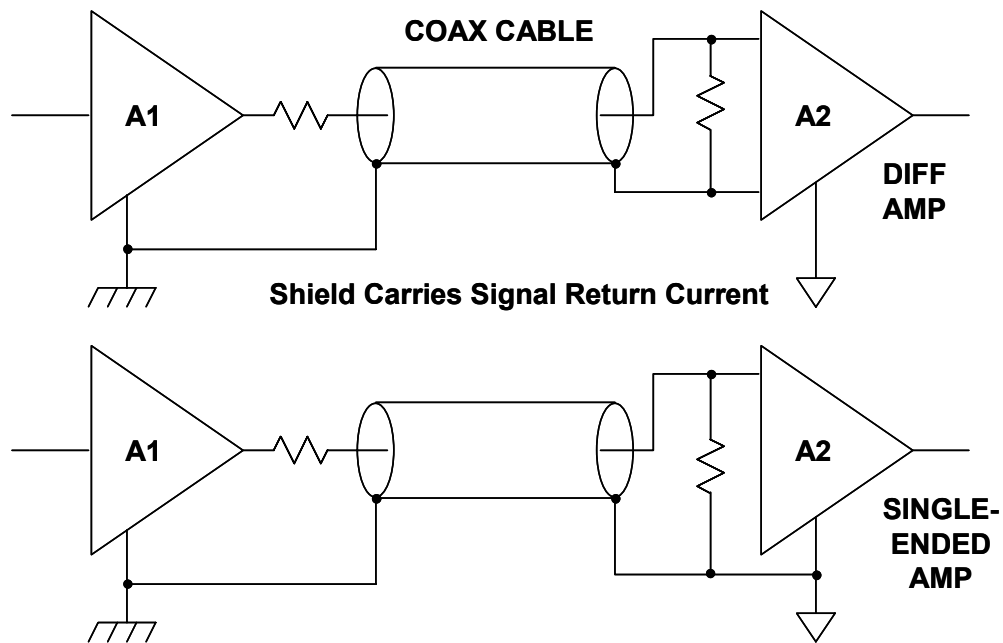 COAX CABLE
A1
A2
DIFF
AMP
Shield Carries Signal Return Current
A1
A2
SINGLE-
ENDED
AMP